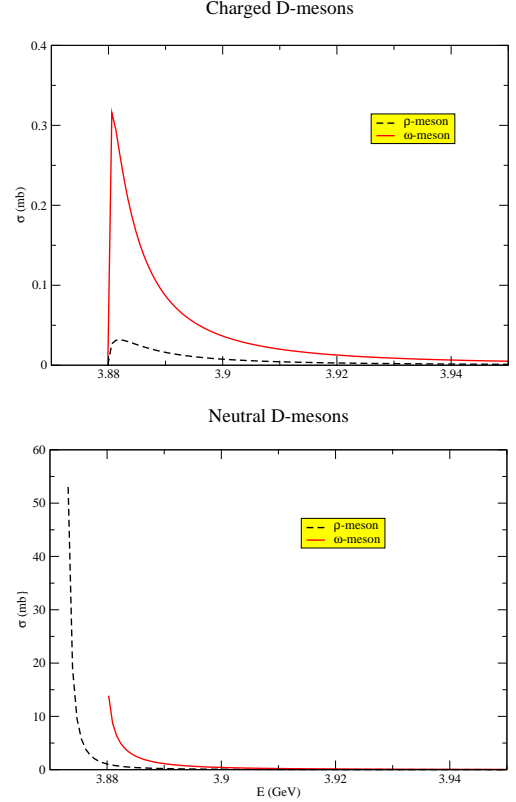 Charged D-mesons
0.4
0.3
0.2
0.1
0
σ (mb)
ρ-meson
ω-meson
3.88 3.9 3.92 3.94
Neutral D-mesons
60
50
40
30
20
10
0
σ (mb}
ρ-meson
ω-meson
3.88 3.9 3.92 3.94
E (GeV)